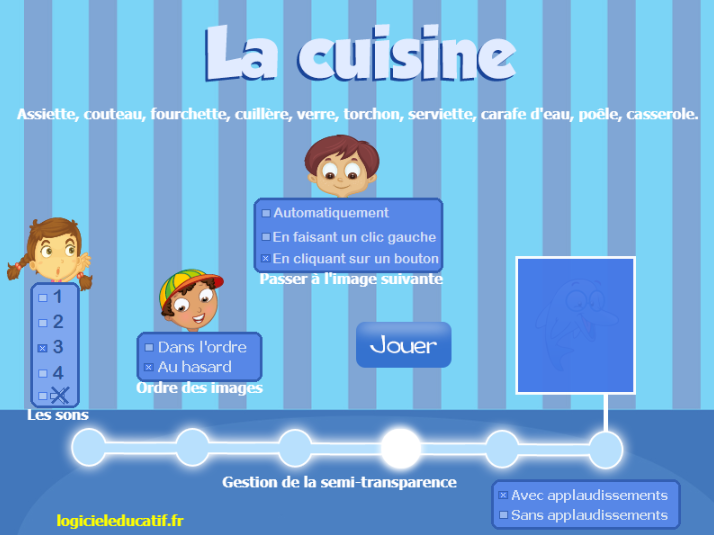 La cuisine
Assiette, couteau, fourchette, cuillère, verre, torchon, serviette, carafe d'eau, poêle, casserole.
Automatiquement
En faisant un clic gauche
En cliquant sur un bouton
Passer à l'image suivante
1
2
3
4
Les sons
Dans l'ordre
Au hasard
Ordre des images
Jouer
Gestion de la semi-transparence
Avec applaudissements
Sans applaudissements
logicieleducatif.fr